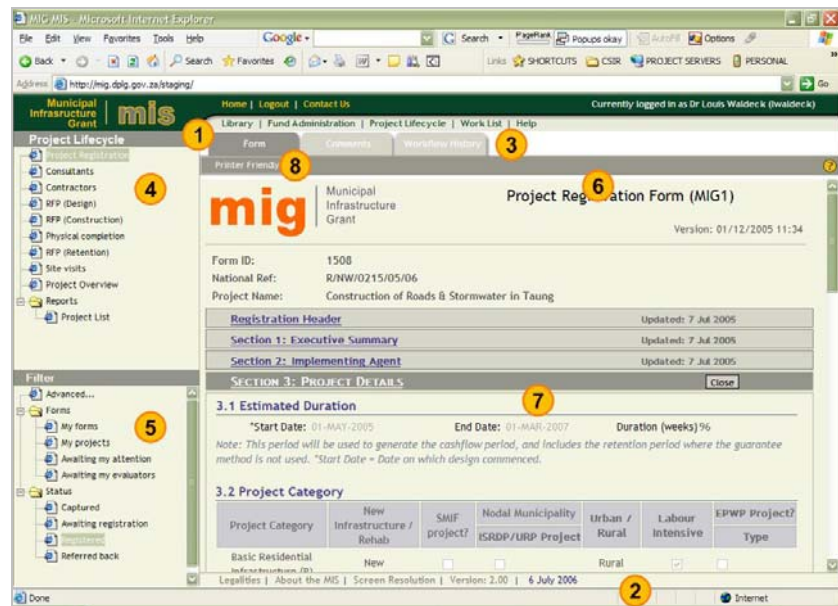 MIG MIS - Microsoft Internet Explorer
File Edit View Favorites Tools Help
Google Search PageRank Popups okay AutoFill Options
Back Search Favorites Links SHORTCUTS CSIR PROJECT SERVERS PERSONAL
Address http://mig.dplg.gov.za/staging/ Go
Municipal Infrasructure Grant mis
Home | Logout | Contact Us Currently logged in as Dr Louis Waldeck (lwaldeck)
Library | Fund Administration | Project Lifecycle | Work List | Help
1 Form Comments Workflow History 3
Printer Friendly 8
Project Lifecycle
Project Registration
Consultants
Contractors
4
RFP (Design)
RFP (Construction)
Physical completion
RFP (Retention)
Site visits
Project Overview
Reports
Project List
Filter
Advanced...
Forms
My forms
5
My projects
Awaiting my attention
Awaiting my evaluators
Status
Captured
Awaiting registration
Registered
Referred back
mig
Municipal
Infrastructure
Grant
6
Project Registration Form (MIG1)
Version: 01/12/2005 11:34
Form ID: 1508
National Ref: R/NW/0215/05/06
Project Name: Construction of Roads & Stormwater in Taung
Registration Header Updated: 7 Jul 2005
Section 1: Executive Summary Updated: 7 Jul 2005
Section 2: Implementing Agent Updated: 7 Jul 2005
SECTION 3: PROJECT DETAILS Close
7
3.1 Estimated Duration
*Start Date: 01-MAY-2005 End Date: 01-MAR-2007 Duration (weeks) %
Note: This period will be used to generate the cashflow period, and includes the retention period where the guarantee
method is not used. *Start Date = Date on which design commenced.
3.2 Project Category
Project Category
New Infrastructure / Rehab
SMIF project?
Nodal Municipality
ISRDP/URP Project
Urban / Rural
Labour Intensive
EPWP Project?
Type
Basic Residential New Rural
Infrastructure (P)
Legalities | About the MIS | Screen Resolution | Version: 2.00 | 6 July 2006
2
Done Internet